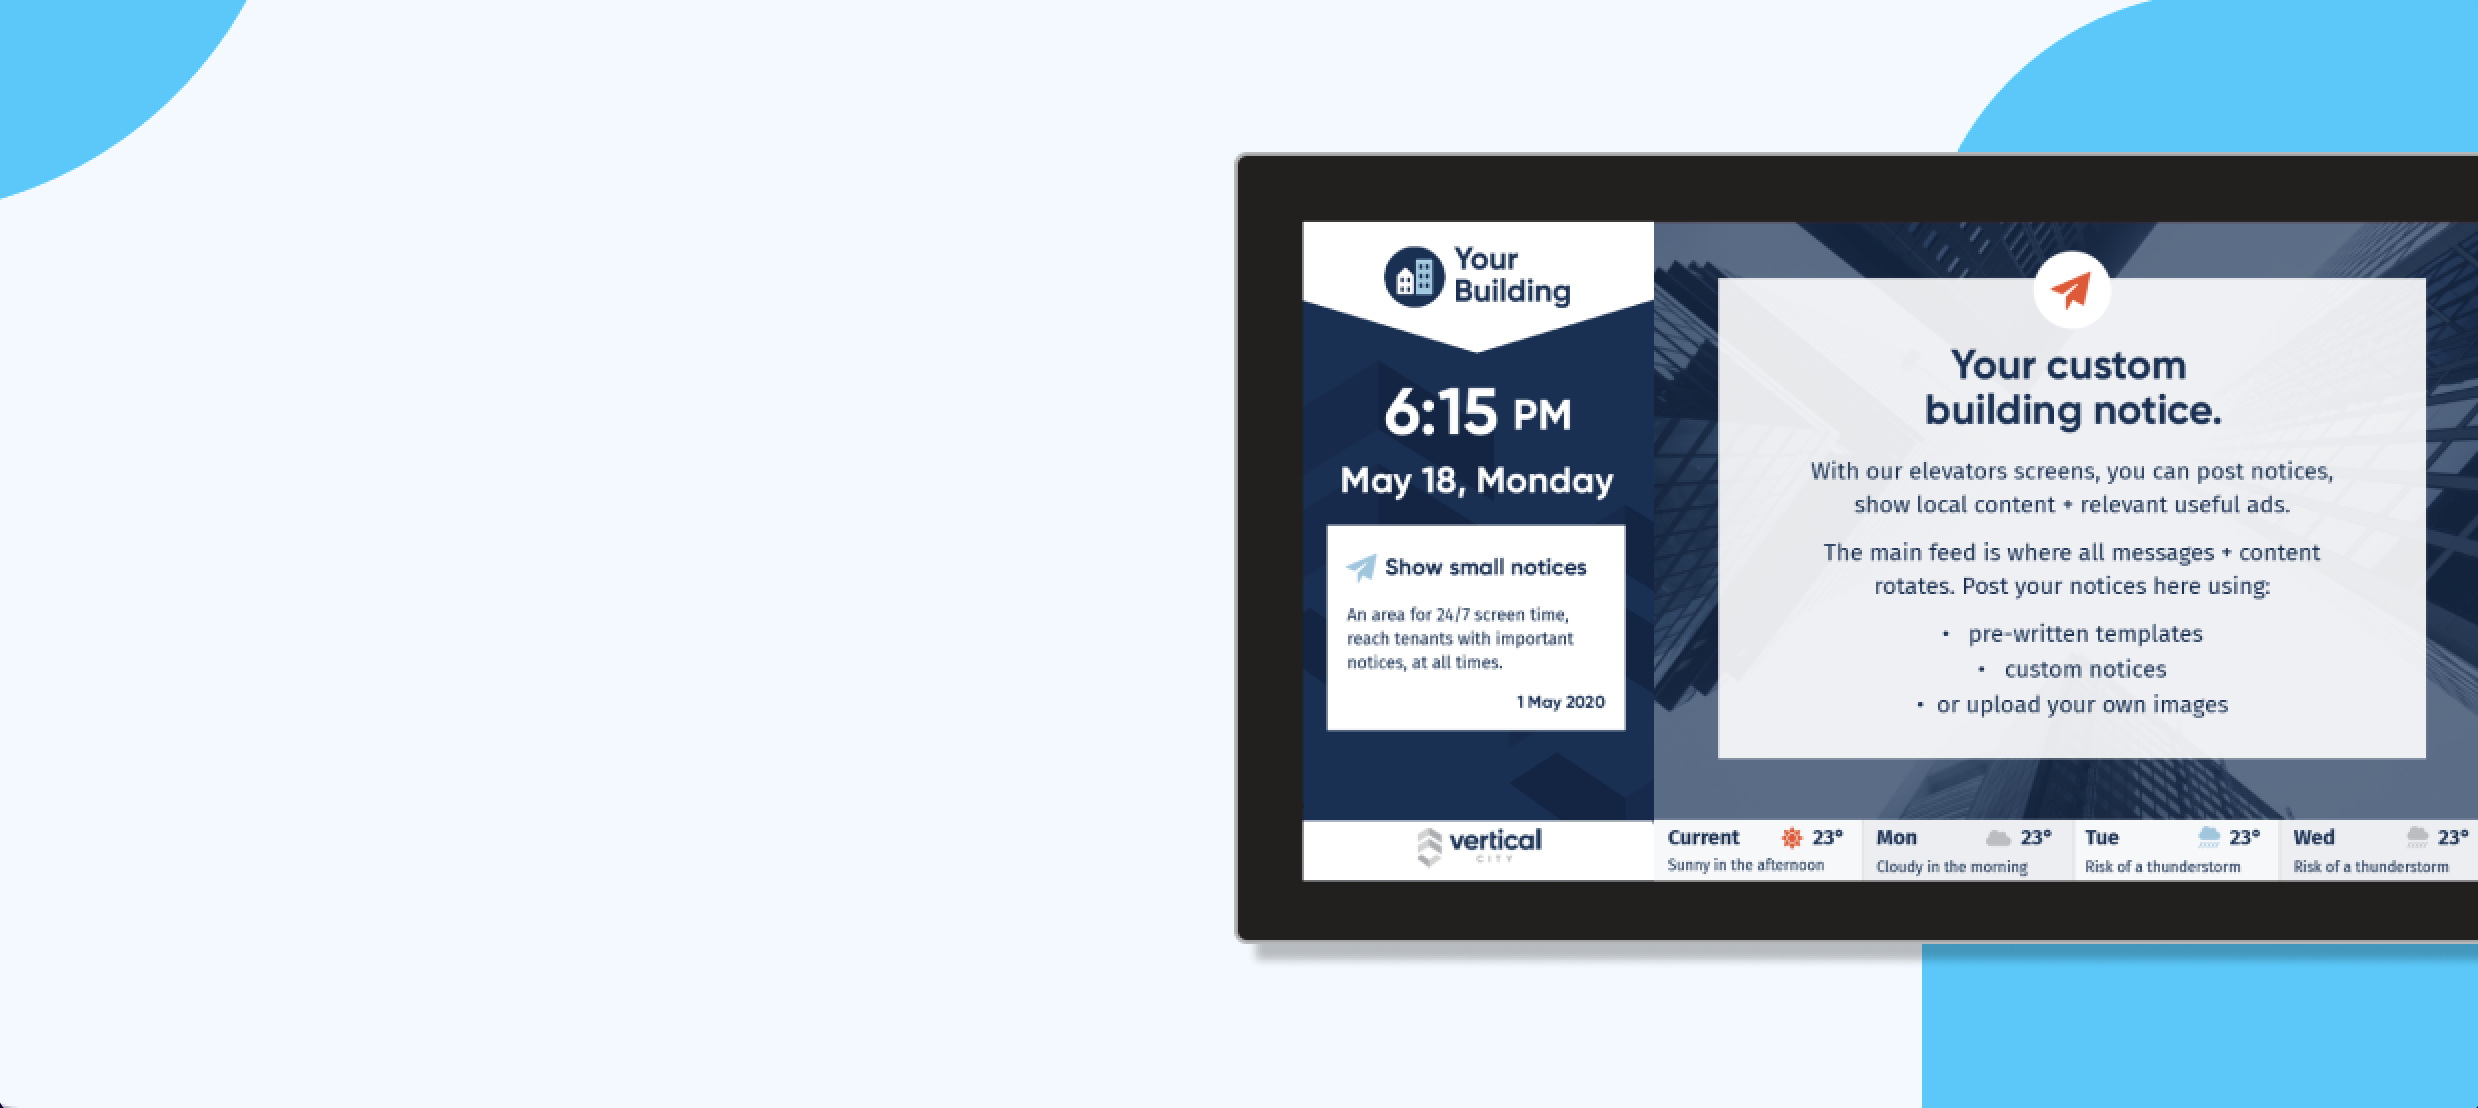 Your
Building
6:15 PM
May 18, Monday
Show small notices
An area for 24/7 screen time,
reach tenants with important
notices, at all times.
1 May 2020
vertical
CITY
Your custom
building notice.
With our elevators screens, you can post notices,
show local content + relevant useful ads.
The main feed is where all messages + content
rotates. Post your notices here using:
• pre-written templates
• custom notices
• or upload your own images
Current 23°
Sunny in the afternoon
Mon 23°
Cloudy in the morning
Tue 23°
Risk of a thunderstorm
Wed 23°
Risk of a thunderstorm